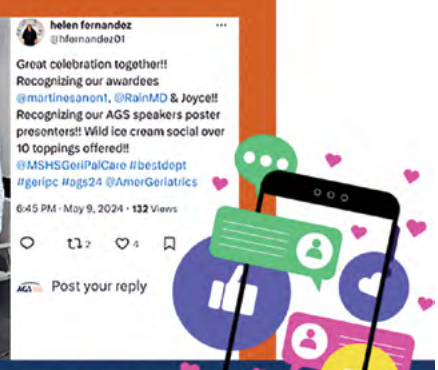 helen fernandez
@hfernandez01
Great celebration together!!
Recognizing our awardees
@martinesanon1, @RainMD & Joyce!!
Recognizing our AGS speakers poster
presenters!! Wild ice cream social over
10 toppings offered!!
@MSHSGeriPalCare #bestdept
#geripc #ags24 @AmerGeriatrics
6:45 PM · May 9, 2024 · 132 Views
2 4
AGS Post your reply